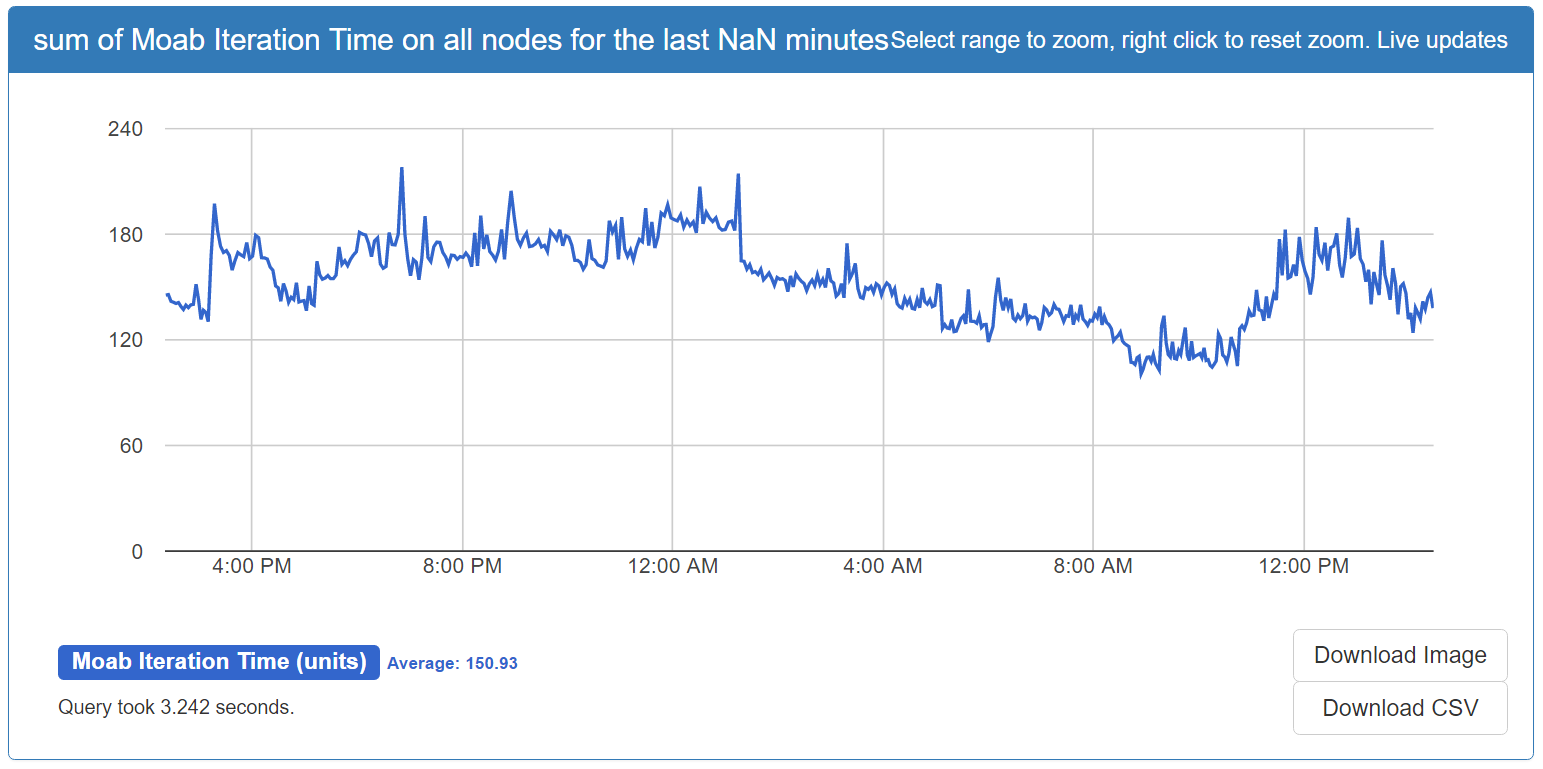 sum of Moab Iteration Time on all nodes for the last NaN minutes Select range to zoom, right click to reset zoom. Live updates
240
180
120
60
0
4:00 PM 8:00 PM 12:00 AM 4:00 AM 8:00 AM 12:00 PM
Moab Iteration Time (units) Average: 150.93
Query took 3.242 seconds.
Download Image
Download CSV